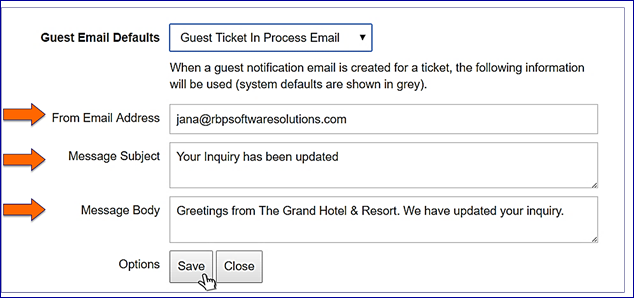 Guest Email Defaults Guest Ticket In Process Email
When a guest notification email is created for a ticket, the following information
will be used (system defaults are shown in grey).
From Email Address jana@rbpsoftwaresolutions.com
Message Subject Your Inquiry has been updated
Message Body Greetings from The Grand Hotel & Resort. We have updated your inquiry.
Options Save Close